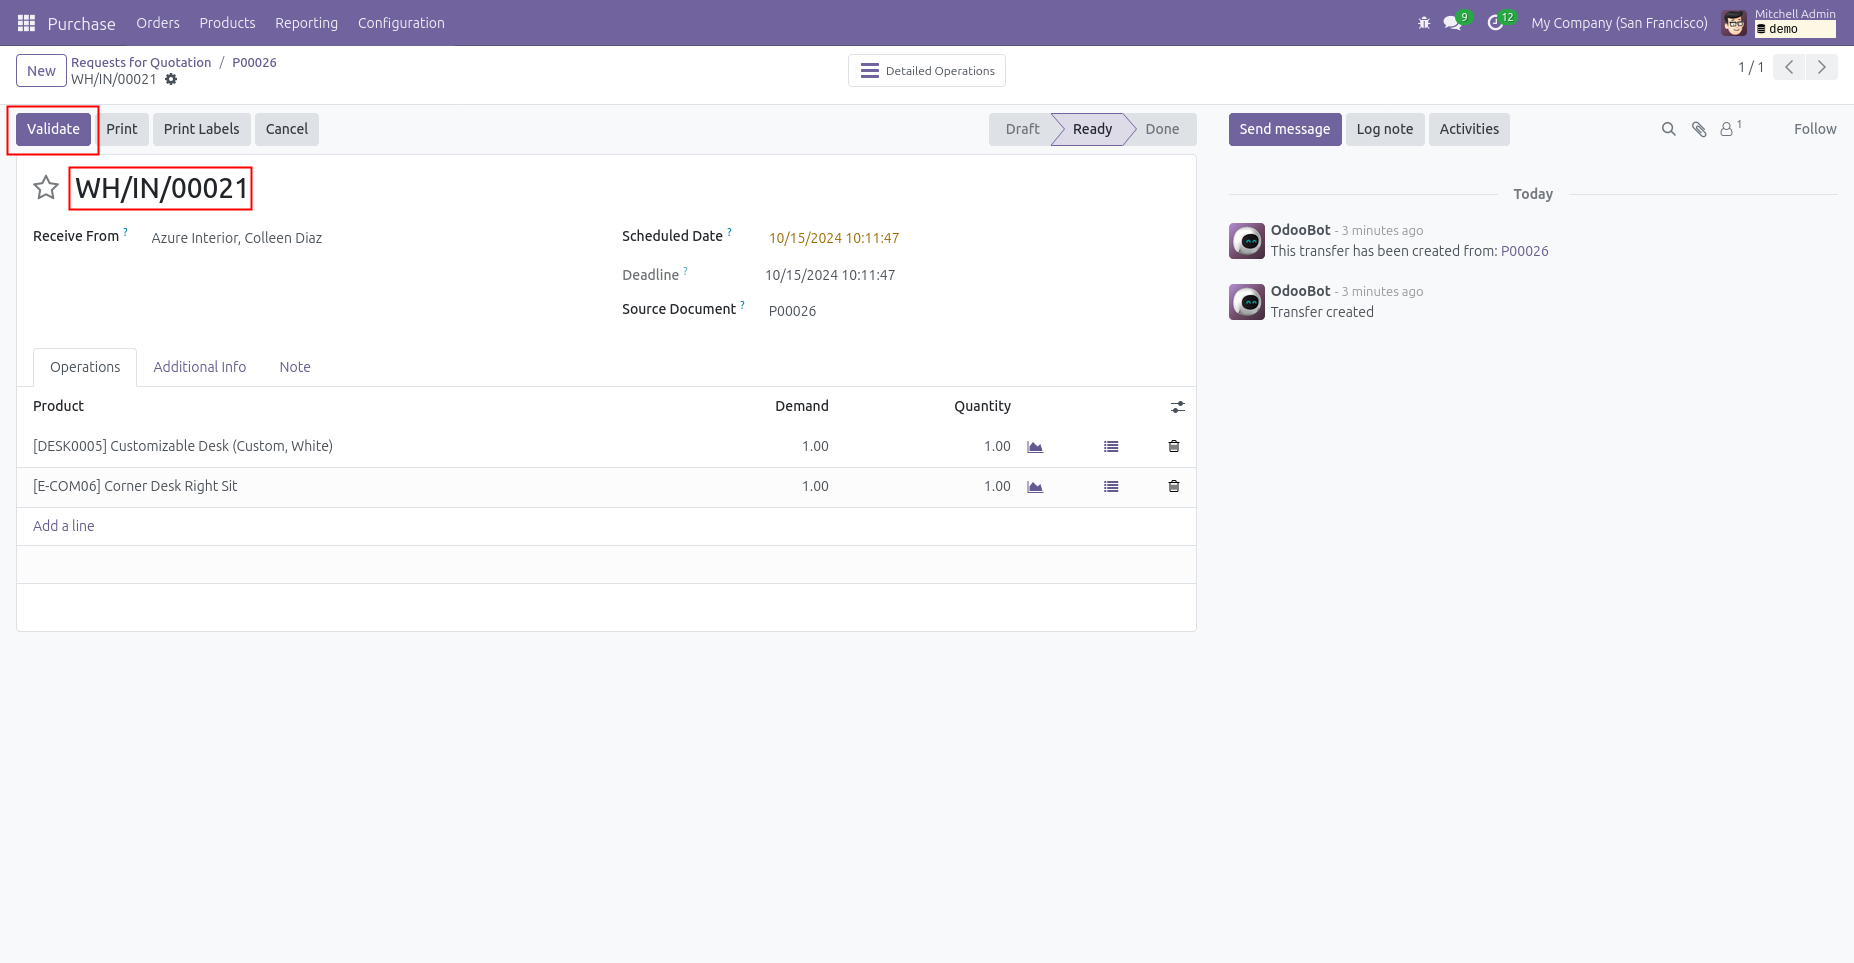 Purchase Orders Products Reporting Configuration 9 12 My Company (San Francisco) Mitchell Admin
demo
New Requests for Quotation / P00026
WH/IN/00021
Detailed Operations
1 / 1
Validate Print Print Labels Cancel Draft Ready Done Send message Log note Activities 1 Follow
WH/IN/00021
Receive From ? Azure Interior, Colleen Diaz
Scheduled Date ? 10/15/2024 10:11:47
Deadline ? 10/15/2024 10:11:47
Source Document ? P00026
Operations Additional Info Note
Product Demand Quantity
[DESK0005] Customizable Desk (Custom, White) 1.00 1.00
[E-COM06] Corner Desk Right Sit 1.00 1.00
Add a line
Today
OdooBot - 3 minutes ago
This transfer has been created from: P00026
OdooBot - 3 minutes ago
Transfer created